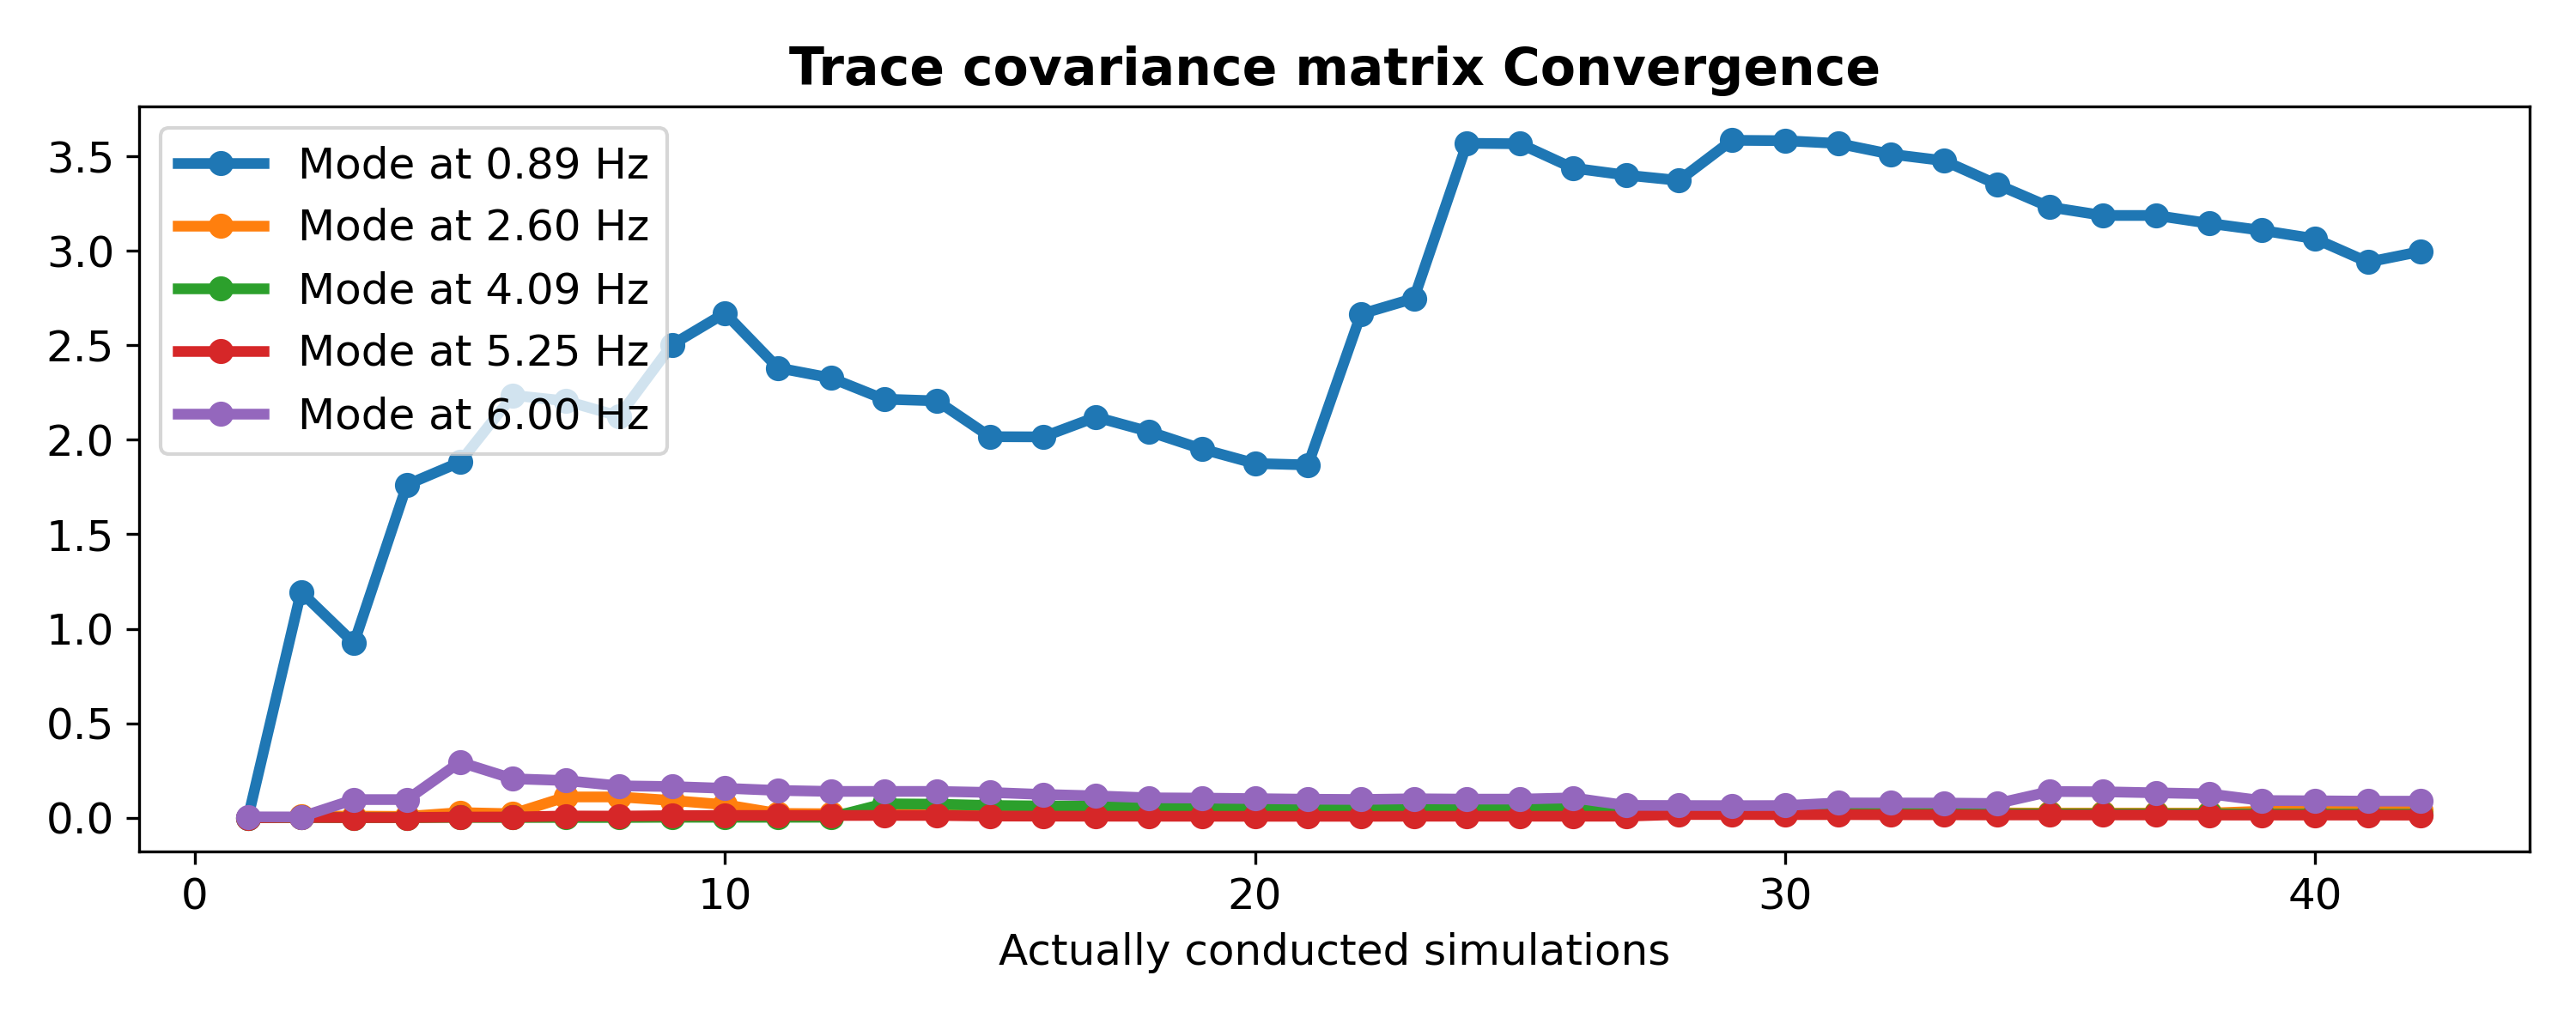 Trace covariance matrix Convergence
Mode at 0.89 Hz
Mode at 2.60 Hz
Mode at 4.09 Hz
Mode at 5.25 Hz
Mode at 6.00 Hz
3.5
3.0
2.5
2.0
1.5
1.0
0.5
0.0
0 10 20 30 40
Actually conducted simulations